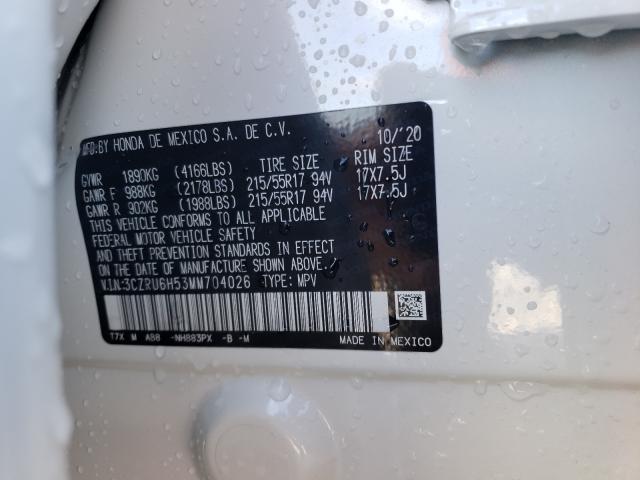 MFD:BY HONDA DE MEXICO S.A. DE C.V. 10/'20
GVWR 1890KG (4166LBS) TIRE SIZE RIM SIZE
GAWR F 988KG (2178LBS) 215/55R17 94V 17X7.5J
GAWR R 902KG (1988LBS) 215/55R17 94V 17X7.5J
THIS VEHICLE CONFORMS TO ALL APPLICABLE
FEDERAL MOTOR VEHICLE SAFETY
AND THEFT PREVENTION STANDARDS IN EFFECT
ON THE DATE OF MANUFACTURE SHOWN ABOVE.
V.I.N:3CZRU6H53MM704026 TYPE: MPV
T7X M A88 -NH883PX -B -M
MADE IN MEXICO